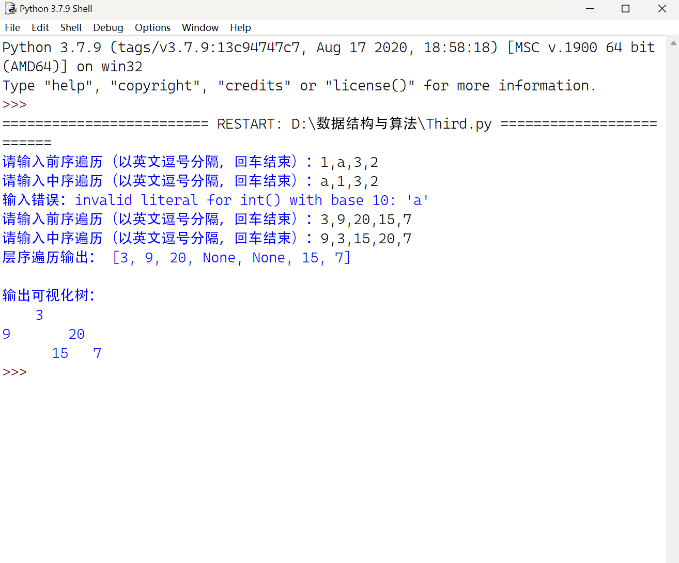 Python 3.7.9 Shell
File Edit Shell Debug Options Window Help
Python 3.7.9 (tags/v3.7.9:13c94747c7, Aug 17 2020, 18:58:18) [MSC v.1900 64 bit
(AMD64)] on win32
Type "help", "copyright", "credits" or "license()" for more information.
>>>
========================= RESTART: D:\数据结构与算法\Third.py ===================
======
请输入前序遍历（以英文逗号分隔，回车结束）：1,a,3,2
请输入中序遍历（以英文逗号分隔，回车结束）：a,1,3,2
输入错误：invalid literal for int() with base 10: 'a'
请输入前序遍历（以英文逗号分隔，回车结束）：3,9,20,15,7
请输入中序遍历（以英文逗号分隔，回车结束）：9,3,15,20,7
层序遍历输出： [3, 9, 20, None, None, 15, 7]
输出可视化树：
    3
9       20
      15   7
>>>